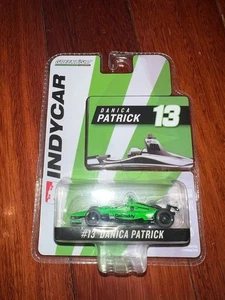 GREENLIGHT
INDYCAR
DANICA
PATRICK
13
#13 DANICA PATRICK